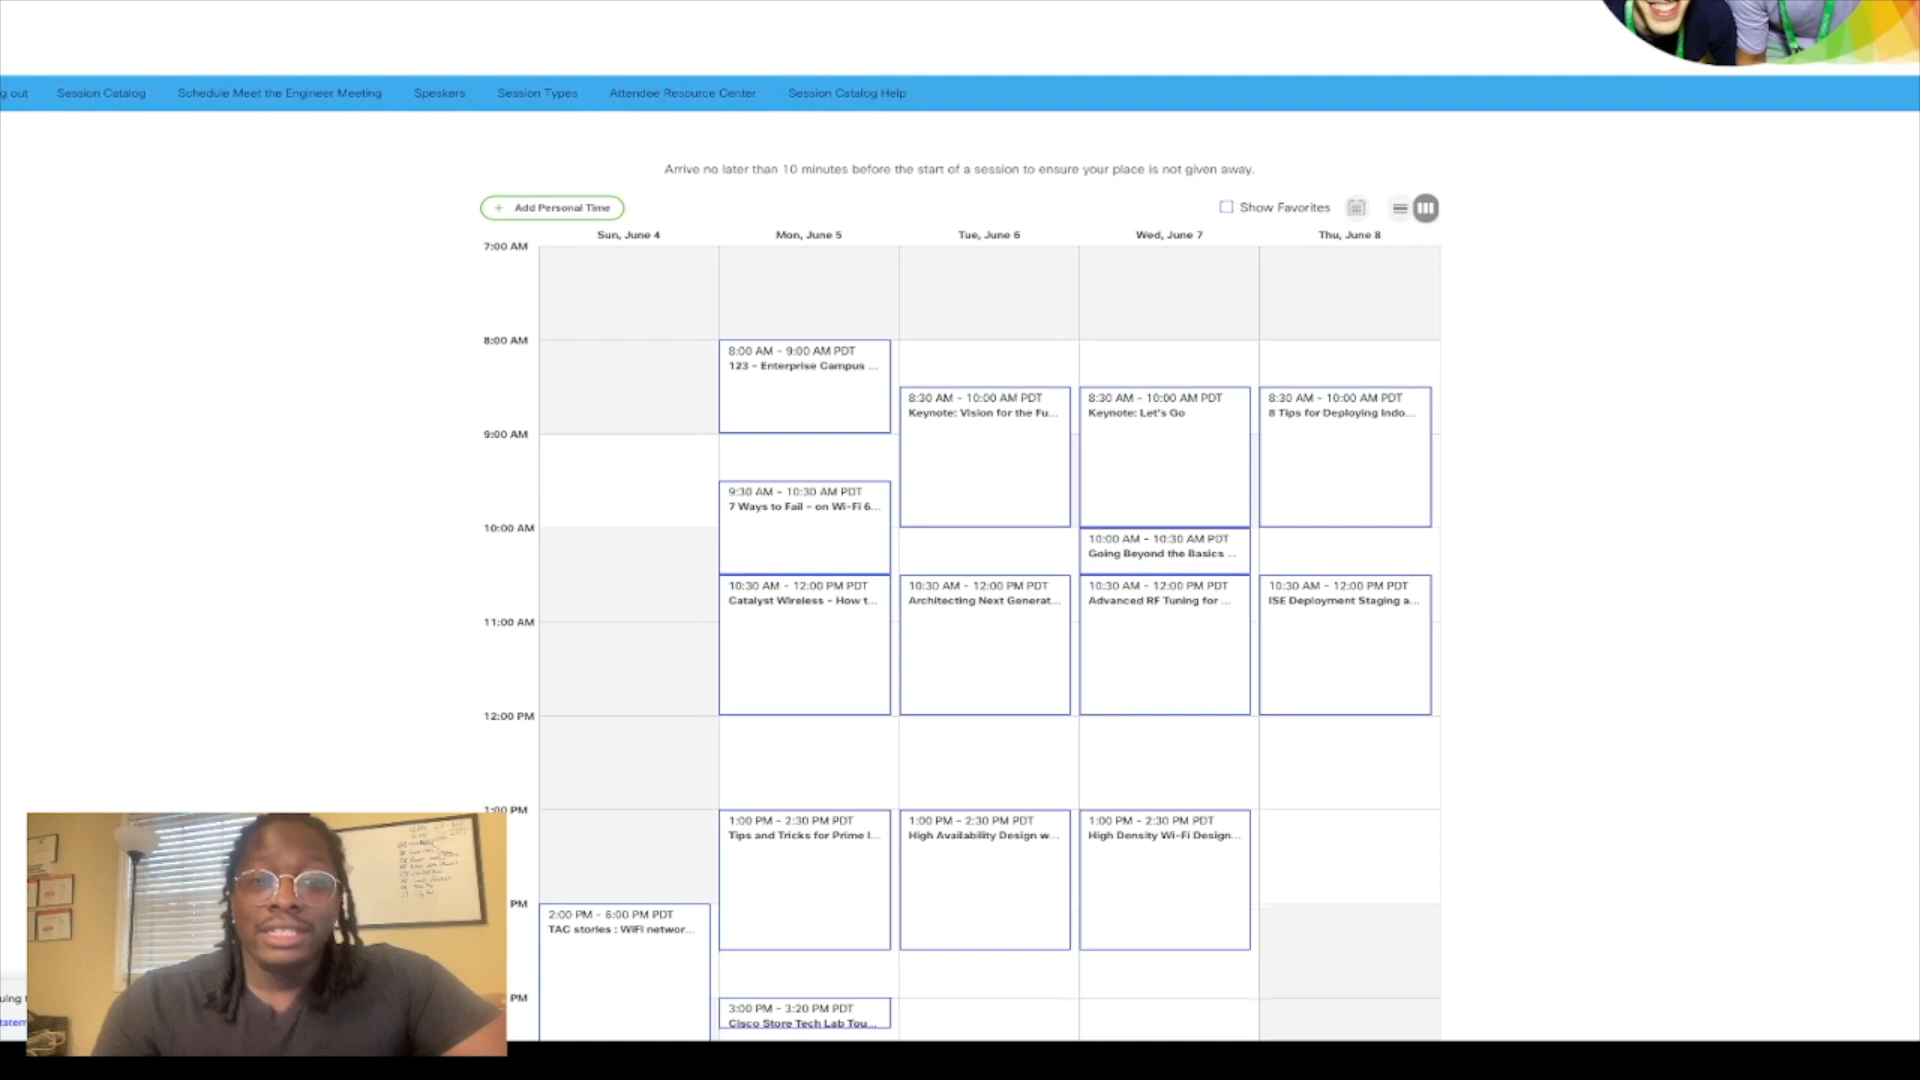 g out Session Catalog Schedule Meet the Engineer Meeting Speakers Session Types Attendee Resource Center Session Catalog Help
Arrive no later than 10 minutes before the start of a session to ensure your place is not given away.
+ Add Personal Time
Show Favorites
Sun, June 4 Mon, June 5 Tue, June 6 Wed, June 7 Thu, June 8
7:00 AM
8:00 AM
8:00 AM - 9:00 AM PDT
123 - Enterprise Campus ...
8:30 AM - 10:00 AM PDT
Keynote: Vision for the Fu...
8:30 AM - 10:00 AM PDT
Keynote: Let's Go
8:30 AM - 10:00 AM PDT
8 Tips for Deploying Indo...
9:00 AM
9:30 AM - 10:30 AM PDT
7 Ways to Fail - on Wi-Fi 6...
10:00 AM
10:00 AM - 10:30 AM PDT
Going Beyond the Basics ...
10:30 AM - 12:00 PM PDT
Catalyst Wireless - How t...
10:30 AM - 12:00 PM PDT
Architecting Next Generat...
10:30 AM - 12:00 PM PDT
Advanced RF Tuning for ...
10:30 AM - 12:00 PM PDT
ISE Deployment Staging a...
11:00 AM
12:00 PM
1:00 PM
1:00 PM - 2:30 PM PDT
Tips and Tricks for Prime I...
1:00 PM - 2:30 PM PDT
High Availability Design w...
1:00 PM - 2:30 PM PDT
High Density Wi-Fi Design...
PM
2:00 PM - 6:00 PM PDT
TAC stories : WiFi networ...
PM
3:00 PM - 3:20 PM PDT
Cisco Store Tech Lab Tou...
uing t
tatem